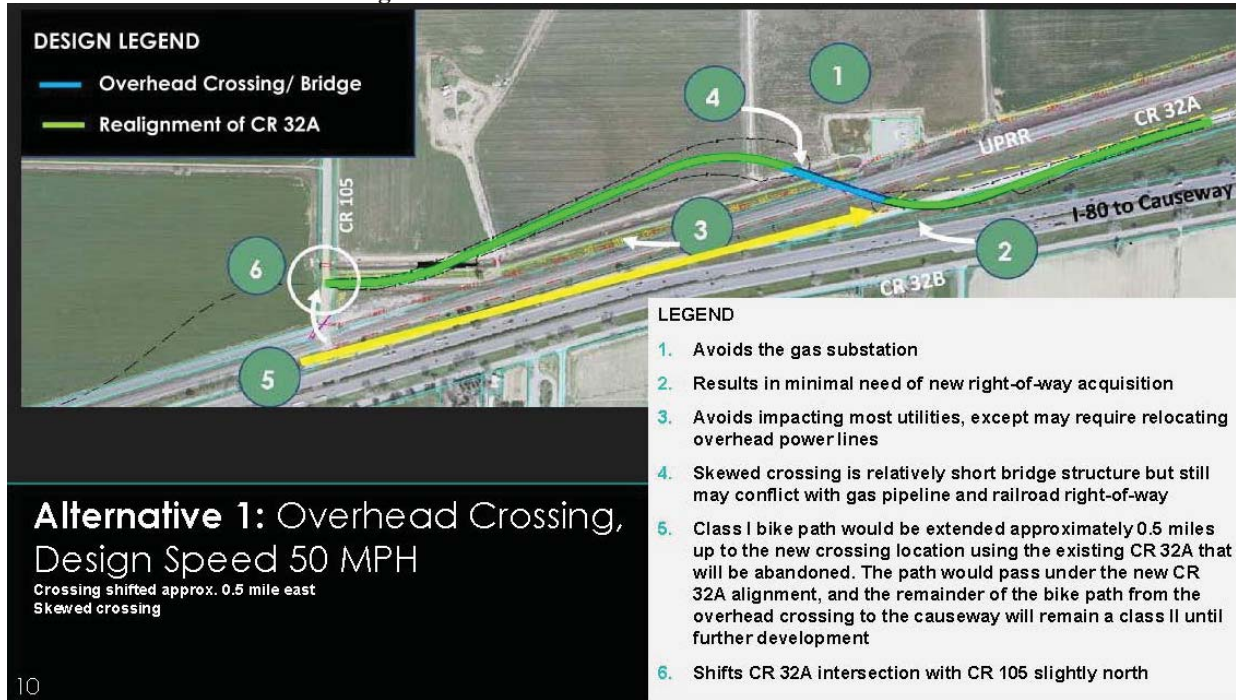 DESIGN LEGEND
Overhead Crossing/ Bridge
Realignment of CR 32A
1
4
CR 32A
UPRR
CR 105
I-80 to Causeway
3
6
2
CR 32B
5
LEGEND
1. Avoids the gas substation
2. Results in minimal need of new right-of-way acquisition
3. Avoids impacting most utilities, except may require relocating
overhead power lines
4. Skewed crossing is relatively short bridge structure but still
may conflict with gas pipeline and railroad right-of-way
5. Class I bike path would be extended approximately 0.5 miles
up to the new crossing location using the existing CR 32A that
will be abandoned. The path would pass under the new CR
32A alignment, and the remainder of the bike path from the
overhead crossing to the causeway will remain a class II until
further development
6. Shifts CR 32A intersection with CR 105 slightly north
Alternative 1: Overhead Crossing,
Design Speed 50 MPH
Crossing shifted approx. 0.5 mile east
Skewed crossing
10